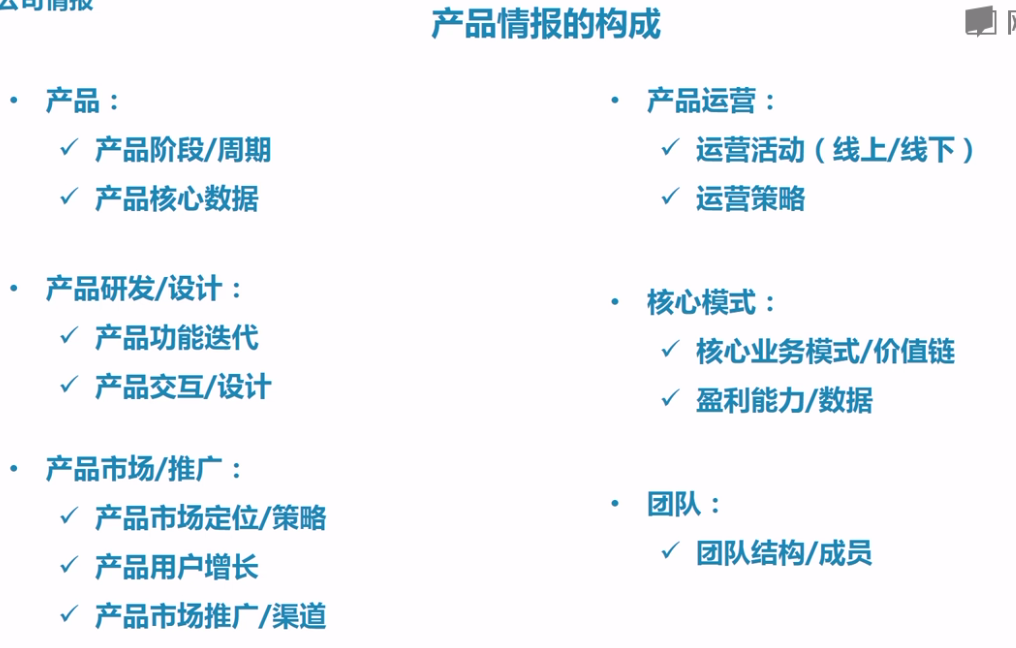 公司情报
产品情报的构成
• 产品：
✓ 产品阶段/周期
✓ 产品核心数据
• 产品研发/设计：
✓ 产品功能迭代
✓ 产品交互/设计
• 产品市场/推广：
✓ 产品市场定位/策略
✓ 产品用户增长
✓ 产品市场推广/渠道
• 产品运营：
✓ 运营活动（线上/线下）
✓ 运营策略
• 核心模式：
✓ 核心业务模式/价值链
✓ 盈利能力/数据
• 团队：
✓ 团队结构/成员